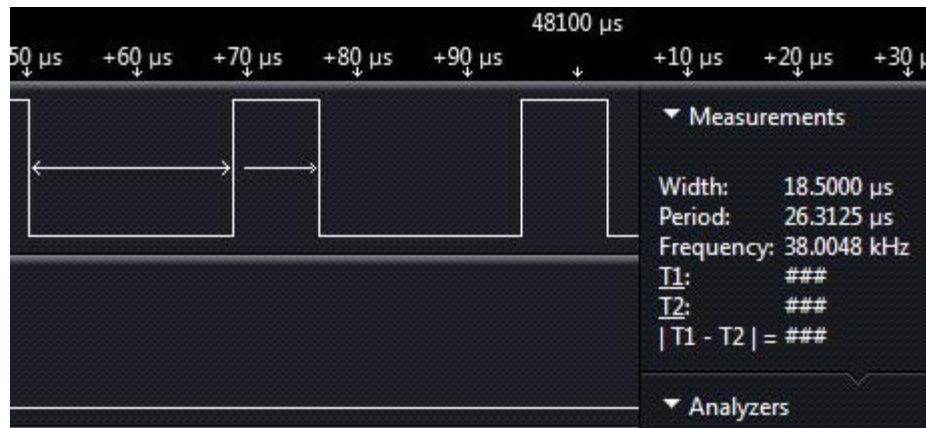 48100 µs
50 µs +60 µs +70 µs +80 µs +90 µs +10 µs +20 µs +30 µ
Measurements
Width: 18.5000 µs
Period: 26.3125 µs
Frequency: 38.0048 kHz
T1: ###
T2: ###
| T1 - T2 | = ###
Analyzers